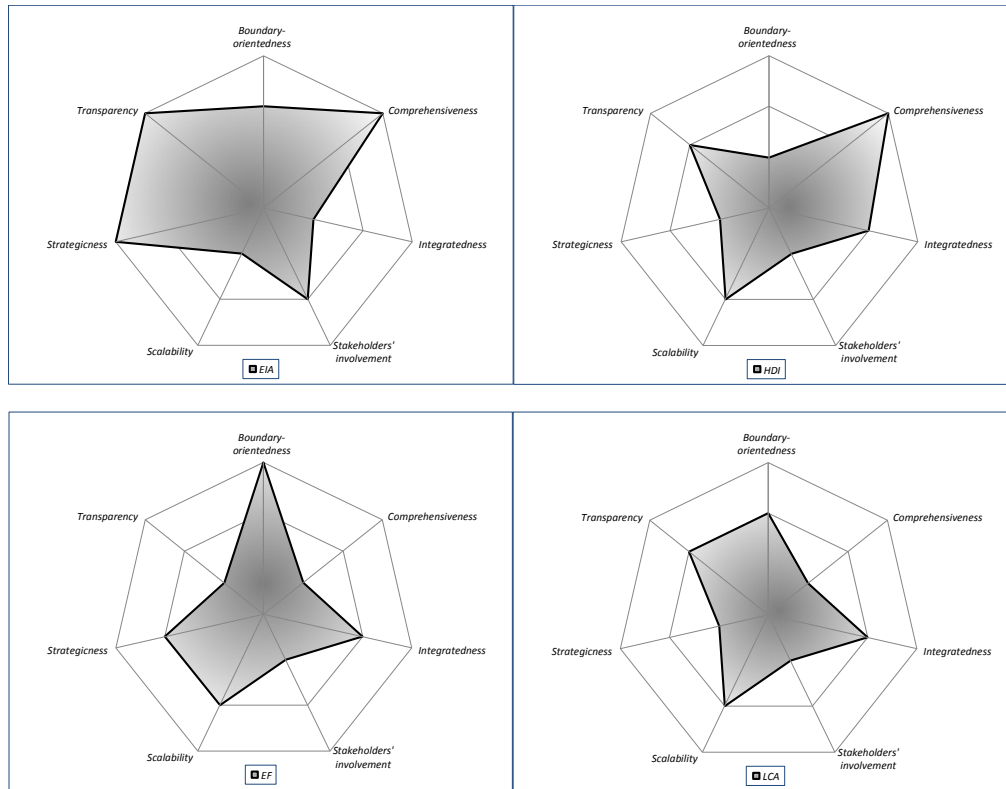 Boundary-
orientedness
Transparency
Comprehensiveness
Strategicness
Integratedness
Scalability
Stakeholders'
involvement
EIA
Boundary-
orientedness
Transparency
Comprehensiveness
Strategicness
Integratedness
Scalability
Stakeholders'
involvement
HDI
Boundary-
orientedness
Transparency
Comprehensiveness
Strategicness
Integratedness
Scalability
Stakeholders'
involvement
EF
Boundary-
orientedness
Transparency
Comprehensiveness
Strategicness
Integratedness
Scalability
Stakeholders'
involvement
LCA